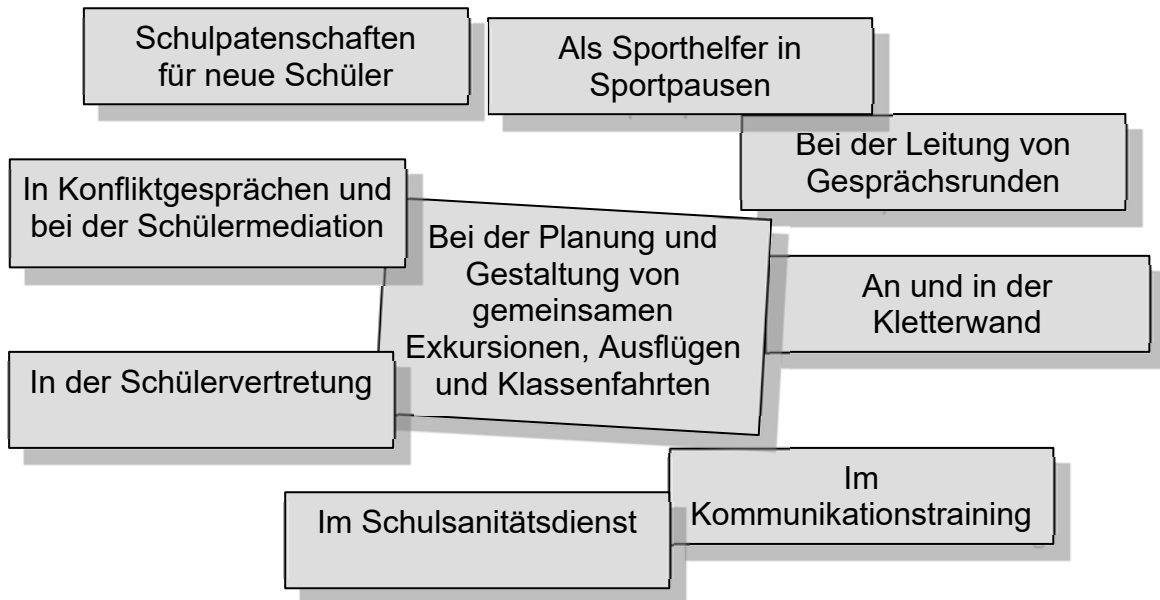 Schulpatenschaften
für neue Schüler
Als Sporthelfer in
Sportpausen
Bei der Leitung von
Gesprächsrunden
In Konfliktgesprächen und
bei der Schülermediation
Bei der Planung und
Gestaltung von
gemeinsamen
Exkursionen, Ausflügen
und Klassenfahrten
An und in der
Kletterwand
In der Schülervertretung
Im
Kommunikationstraining
Im Schulsanitätsdienst